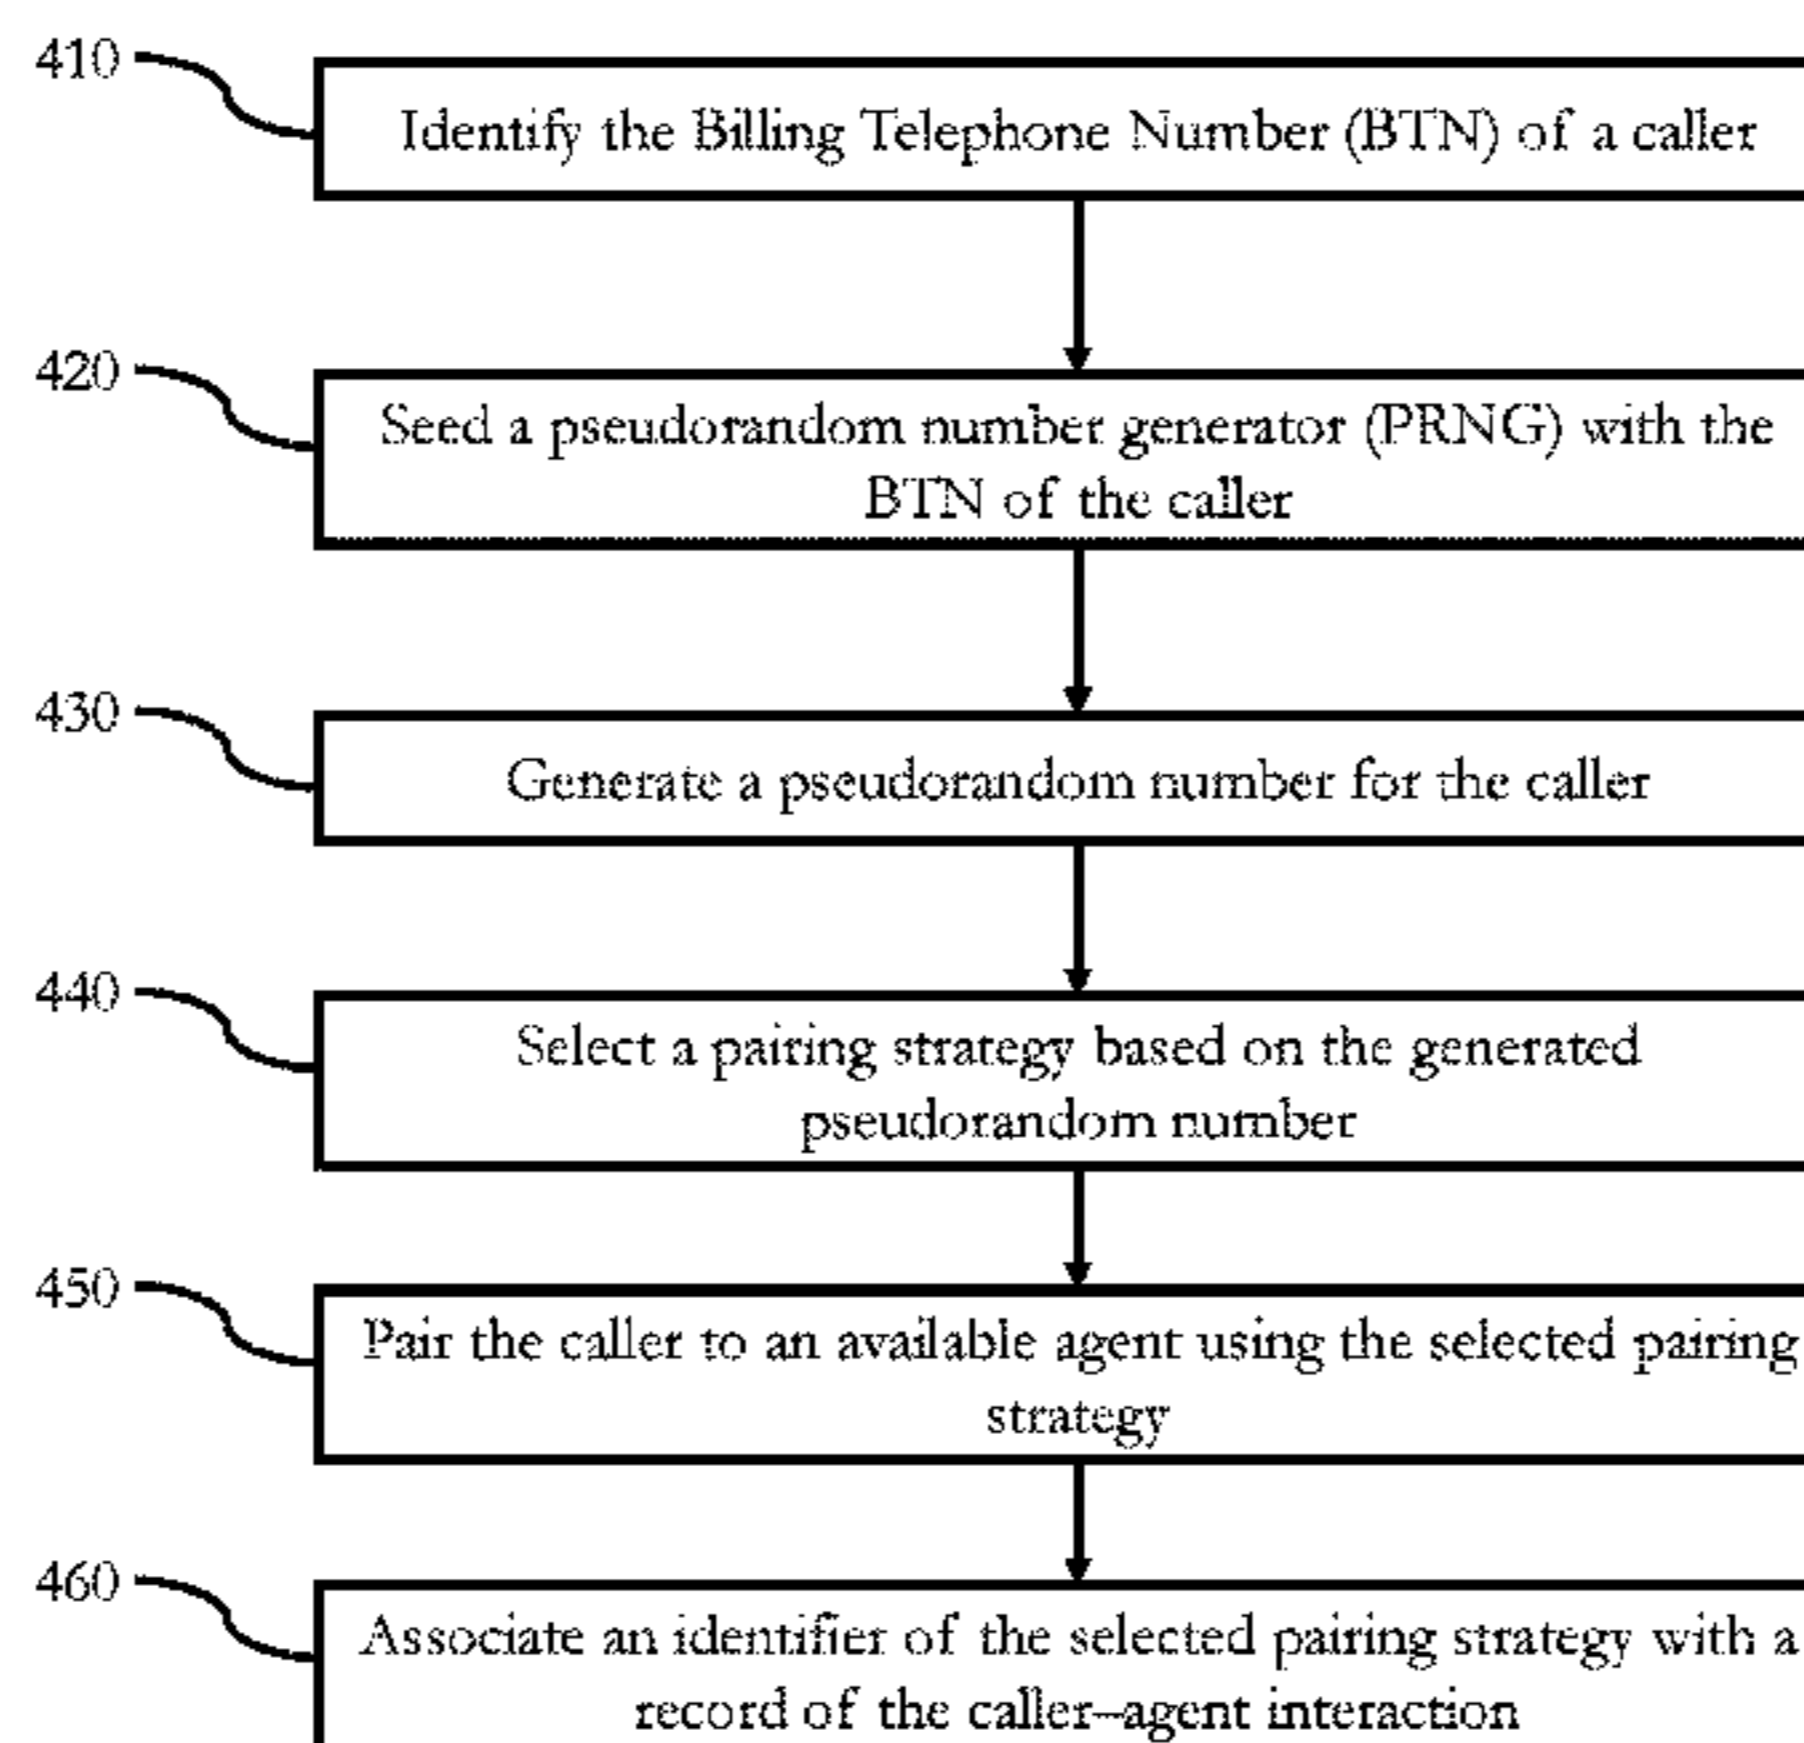 410
Identify the Billing Telephone Number (BTN) of a caller
420
Seed a pseudorandom number generator (PRNG) with the
BTN of the caller
430
Generate a pseudorandom number for the caller
440
Select a pairing strategy based on the generated
pseudorandom number
450
Pair the caller to an available agent using the selected pairing
strategy
460
Associate an identifier of the selected pairing strategy with a
record of the caller–agent interaction